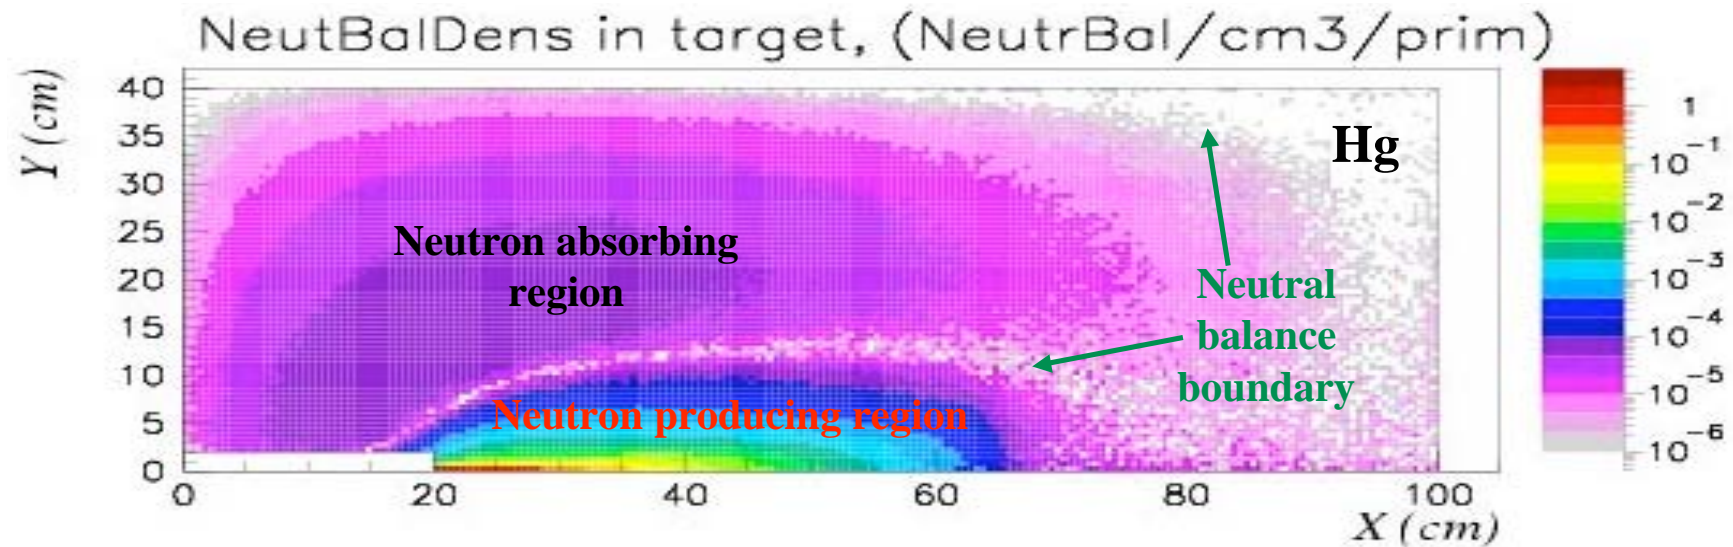 NeutBalDens in target, (NeutrBal/cm3/prim)
Y (cm)
40
35
30
25
20
15
10
5
0
Hg
Neutron absorbing
region
Neutral
balance
boundary
Neutron producing region
0 20 40 60 80 100
X (cm)
1
10⁻¹
10⁻²
10⁻³
10⁻⁴
10⁻⁵
10⁻⁶